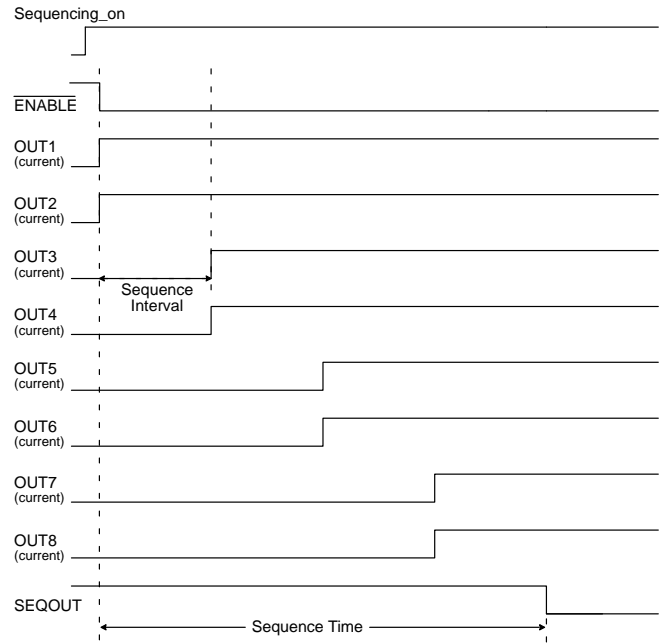 Sequencing_on
ENABLE
OUT1
(current)
OUT2
(current)
OUT3
(current)
Sequence
Interval
OUT4
(current)
OUT5
(current)
OUT6
(current)
OUT7
(current)
OUT8
(current)
SEQOUT
Sequence Time